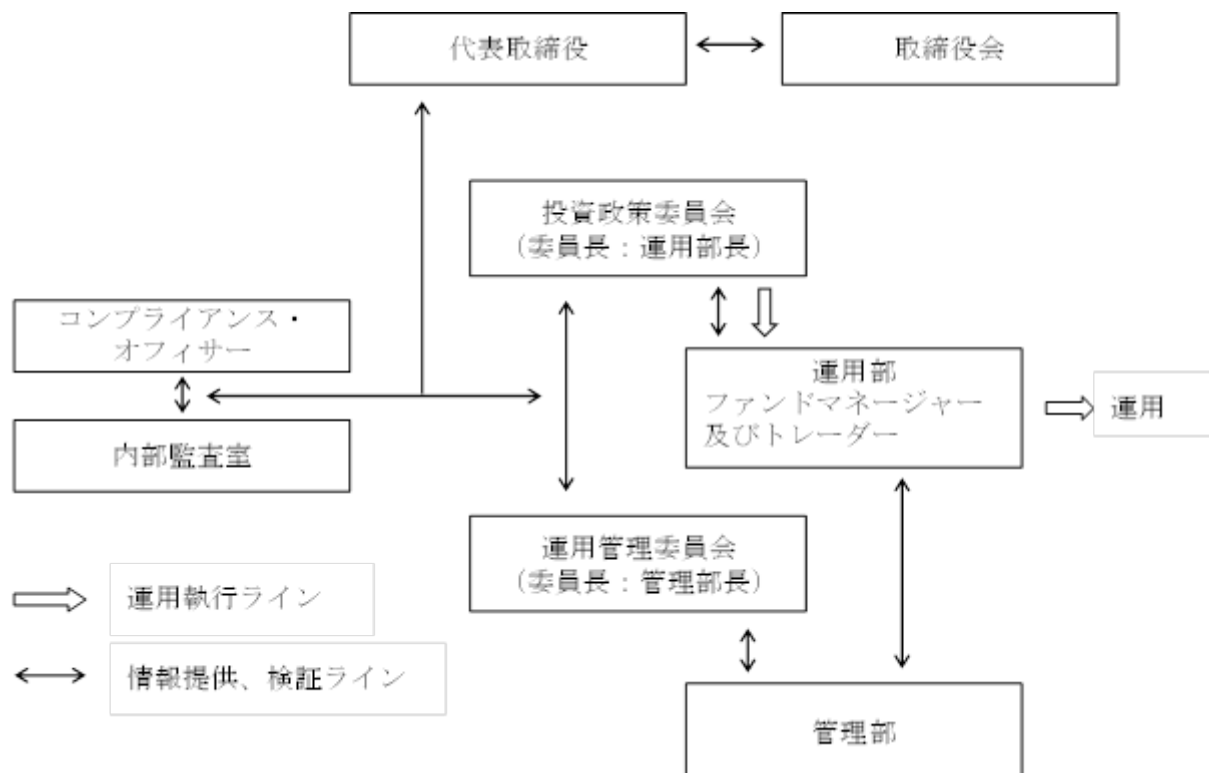 代表取締役
取締役会
投資政策委員会
（委員長：運用部長）
コンプライアンス・
オフィサー
内部監査室
運用部
ファンドマネージャー
及びトレーダー
運用
運用管理委員会
（委員長：管理部長）
管理部
運用執行ライン
情報提供、検証ライン